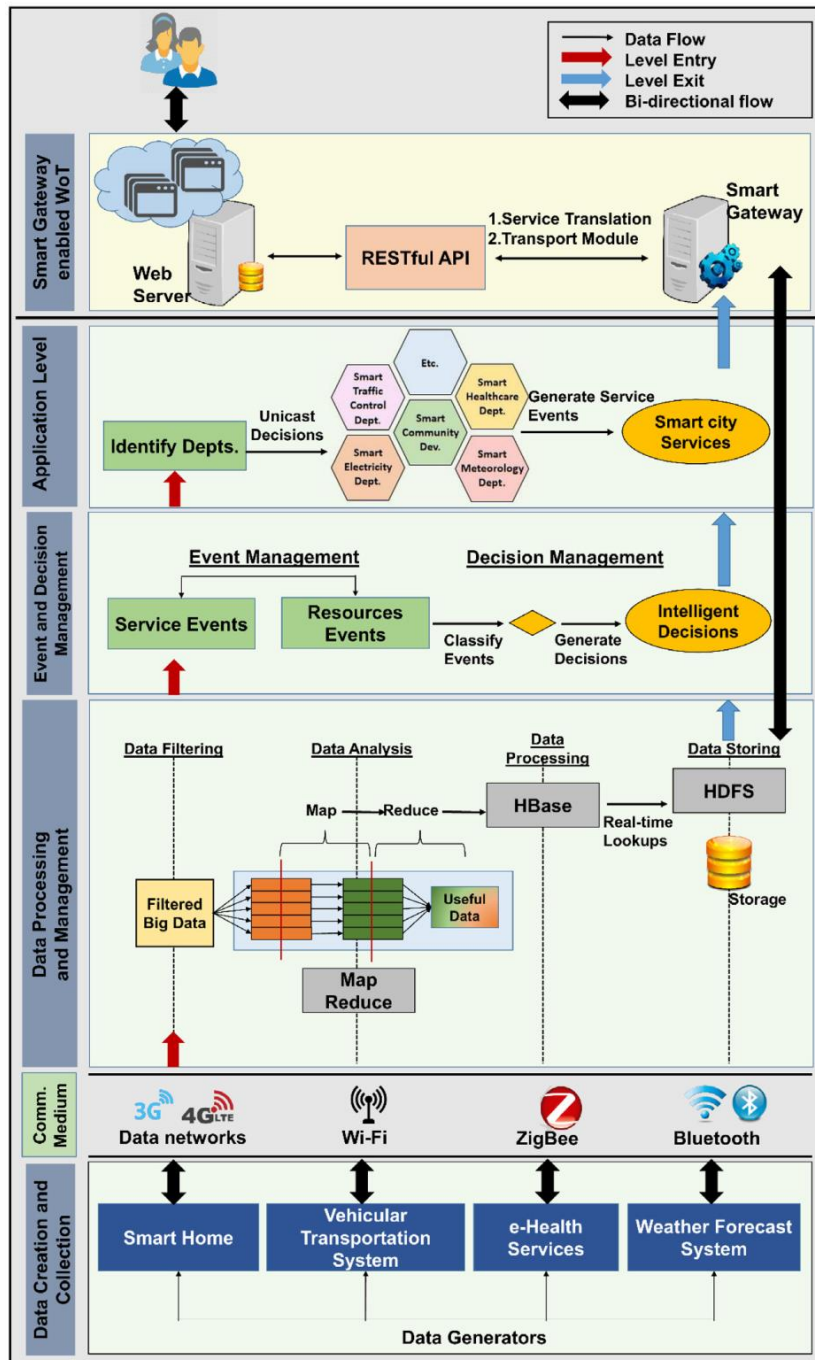 Data Flow
Level Entry
Level Exit
Bi-directional flow
Smart Gateway
enabled WoT
Web
Server
RESTful API
1.Service Translation
2.Transport Module
Smart
Gateway
Application Level
Identify Depts.
Unicast
Decisions
Etc.
Smart
Traffic
Control
Dept.
Smart
Healthcare
Dept.
Smart
Community
Dev.
Smart
Electricity
Dept.
Smart
Meteorology
Dept.
Generate Service
Events
Smart city
Services
Event and Decision
Management
Event Management
Decision Management
Service Events
Resources
Events
Classify
Events
Generate
Decisions
Intelligent
Decisions
Data Processing
and Management
Data Filtering
Data Analysis
Data
Processing
Data Storing
Map
Reduce
HBase
Real-time
Lookups
HDFS
Storage
Filtered
Big Data
Useful
Data
Map
Reduce
Comm.
Medium
3G
4G LTE
Data networks
Wi-Fi
ZigBee
Bluetooth
Data Creation and
Collection
Smart Home
Vehicular
Transportation
System
e-Health
Services
Weather Forecast
System
Data Generators